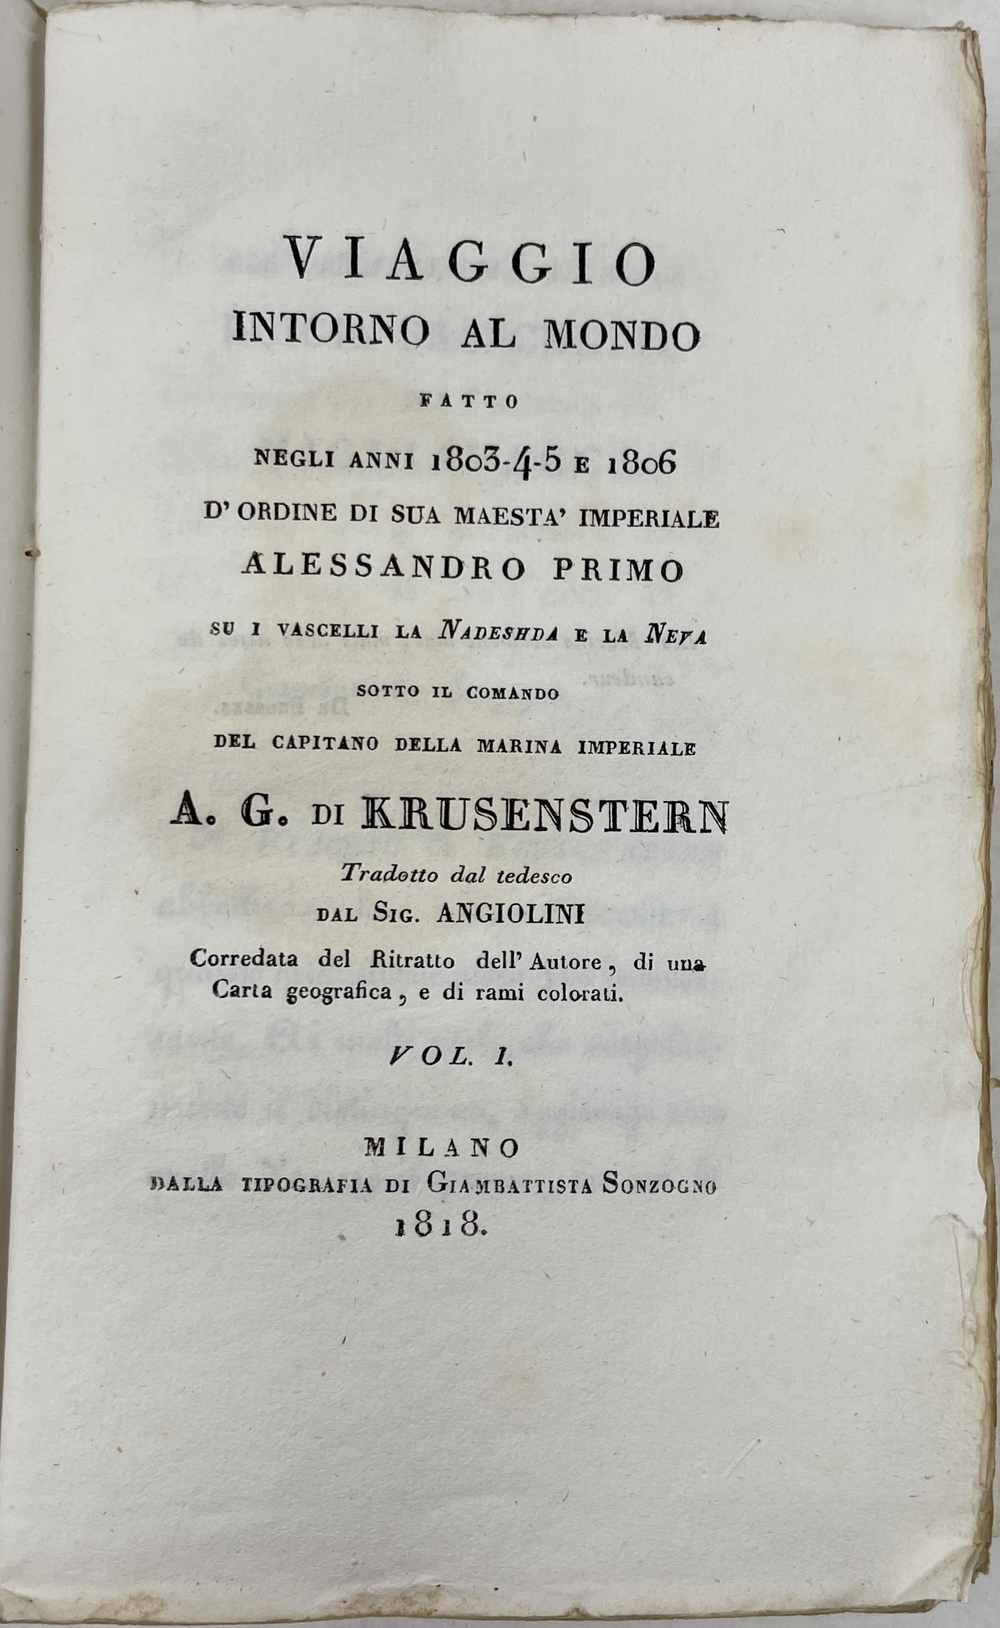 VIAGGIO
INTORNO AL MONDO
FATTO
NEGLI ANNI 1803-4-5 E 1806
D' ORDINE DI SUA MAESTA' IMPERIALE
ALESSANDRO PRIMO
SU I VASCELLI LA NADESHDA E LA NEVA
SOTTO IL COMANDO
DEL CAPITANO DELLA MARINA IMPERIALE
A. G. DI KRUSENSTERN
Tradotto dal tedesco
DAL SIG. ANGIOLINI
Corredata del Ritratto dell' Autore, di una
Carta geografica, e di rami colorati.
VOL. I.
MILANO
DALLA TIPOGRAFIA DI GIAMBATTISTA SONZOGNO
1818.